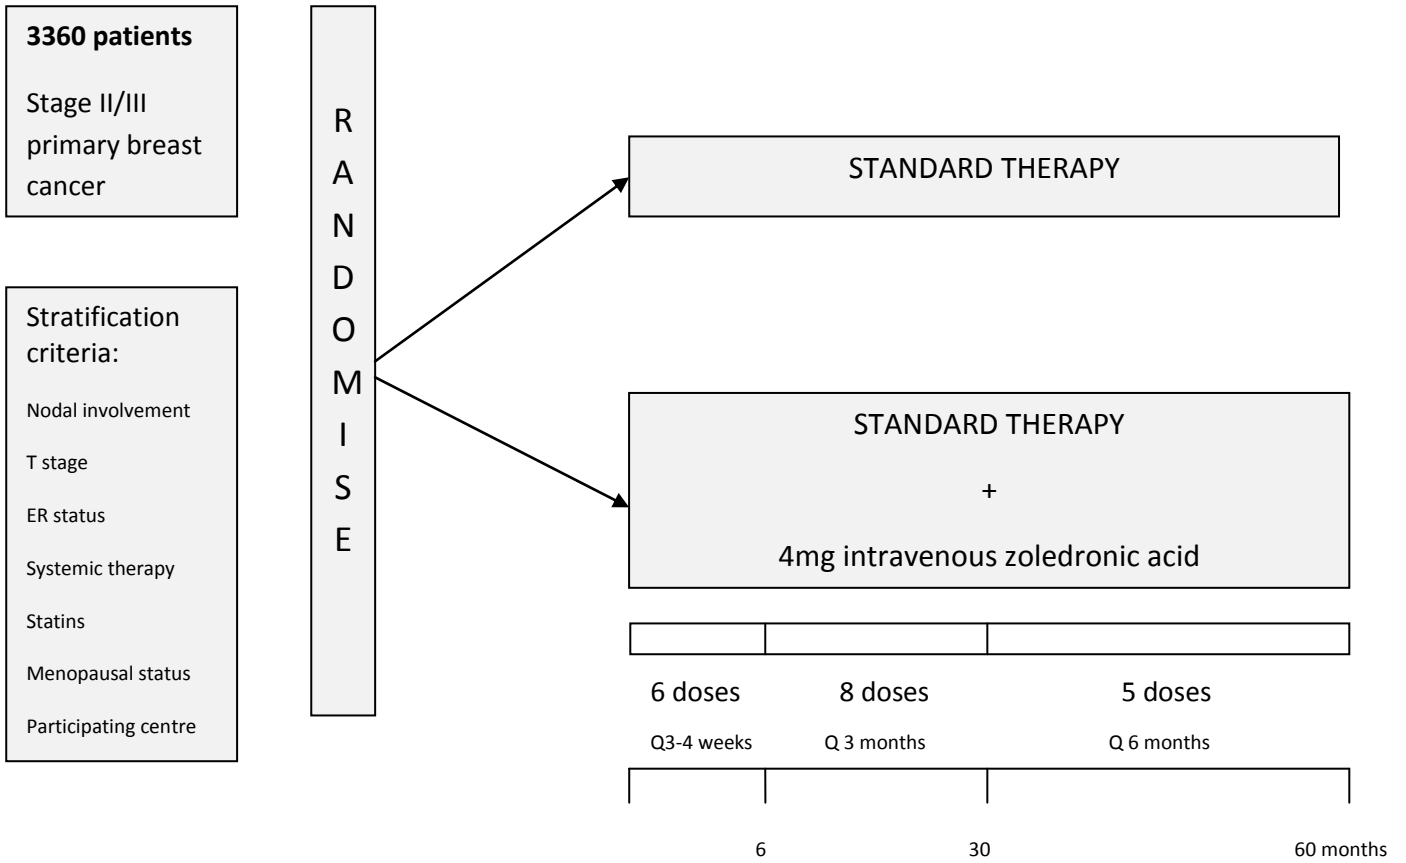 3360 patients
Stage II/III
primary breast
cancer
Stratification
criteria:
Nodal involvement
T stage
ER status
Systemic therapy
Statins
Menopausal status
Participating centre
R
A
N
D
O
M
I
S
E
STANDARD THERAPY
STANDARD THERAPY
+
4mg intravenous zoledronic acid
6 doses 8 doses 5 doses
Q3-4 weeks Q 3 months Q 6 months
6 30 60 months